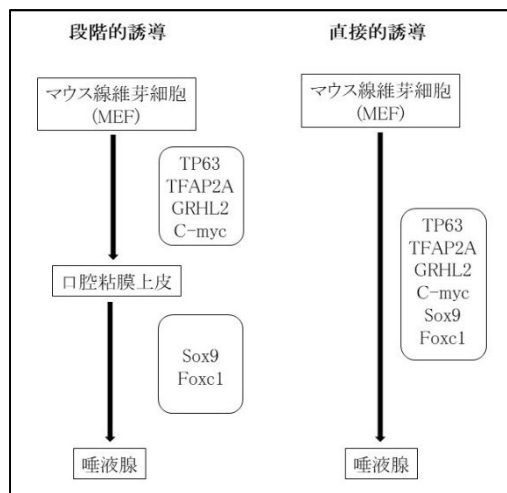 段階的誘導
マウス線維芽細胞
(MEF)
TP63
TFAP2A
GRHL2
C-myc
口腔粘膜上皮
Sox9
Foxc1
唾液腺
直接的誘導
マウス線維芽細胞
(MEF)
TP63
TFAP2A
GRHL2
C-myc
Sox9
Foxc1
唾液腺